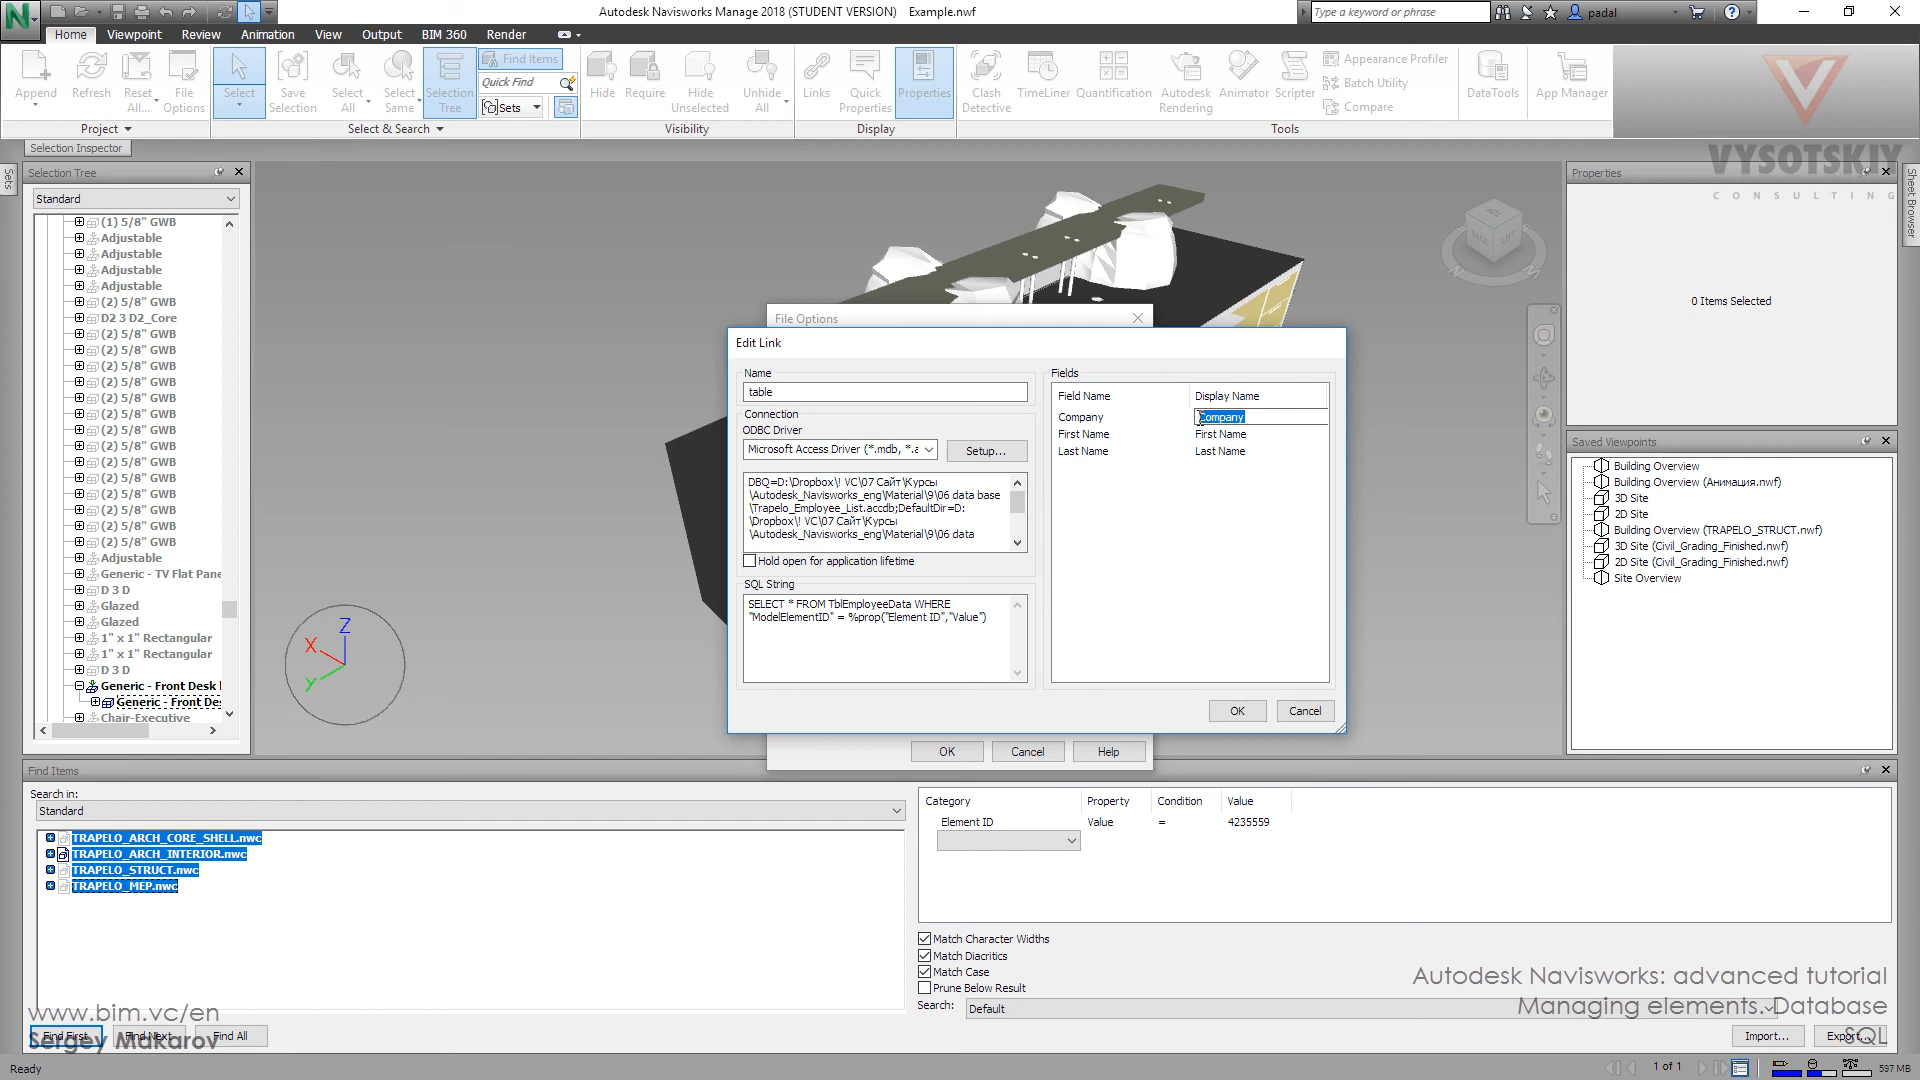 Autodesk Navisworks Manage 2018 (STUDENT VERSION) Example.nwf
Type a keyword or phrase
padal
Home Viewpoint Review Animation View Output BIM 360 Render
Append
Refresh
Reset All...
File Options
Select
Save Selection
Select All
Select Same
Selection Tree
Find Items
Quick Find
Sets
Hide
Require
Hide Unselected
Unhide All
Links
Quick Properties
Properties
Clash Detective
TimeLiner
Quantification
Autodesk Rendering
Animator
Scripter
Appearance Profiler
Batch Utility
Compare
DataTools
App Manager
Project
Select & Search
Visibility
Display
Tools
VYSOTSKIY
CONSULTING
Selection Inspector
Sets
Selection Tree
Standard
(1) 5/8" GWB
Adjustable
Adjustable
Adjustable
Adjustable
(2) 5/8" GWB
D2 3 D2_Core
(2) 5/8" GWB
(2) 5/8" GWB
(2) 5/8" GWB
(2) 5/8" GWB
(2) 5/8" GWB
(2) 5/8" GWB
(2) 5/8" GWB
(2) 5/8" GWB
(2) 5/8" GWB
(2) 5/8" GWB
(2) 5/8" GWB
(2) 5/8" GWB
(2) 5/8" GWB
(2) 5/8" GWB
Adjustable
Generic - TV Flat Pane
D 3 D
Glazed
Glazed
1" x 1" Rectangular
1" x 1" Rectangular
D 3 D
Generic - Front Desk
Generic - Front Des
Chair-Executive
X
Y
Z
BACK
LEFT
File Options
Edit Link
Name
table
Connection
ODBC Driver
Microsoft Access Driver (*.mdb, *.a
Setup...
DBQ=D:\Dropbox\! VC\07 Сайт\Курсы
\Autodesk_Navisworks_eng\Material\9\06 data base
\Trapelo_Employee_List.accdb;DefaultDir=D:
\Dropbox\! VC\07 Сайт\Курсы
\Autodesk_Navisworks_eng\Material\9\06 data
Hold open for application lifetime
SQL String
SELECT * FROM TblEmployeeData WHERE
"ModelElementID" = %prop("Element ID","Value")
Fields
Field Name Display Name
Company Company
First Name First Name
Last Name Last Name
OK Cancel
OK Cancel Help
Properties
0 Items Selected
Sheet Browser
Saved Viewpoints
Building Overview
Building Overview (Анимация.nwf)
3D Site
2D Site
Building Overview (TRAPELO_STRUCT.nwf)
3D Site (Civil_Grading_Finished.nwf)
2D Site (Civil_Grading_Finished.nwf)
Site Overview
Find Items
Search in:
Standard
TRAPELO_ARCH_CORE_SHELL.nwc
TRAPELO_ARCH_INTERIOR.nwc
TRAPELO_STRUCT.nwc
TRAPELO_MEP.nwc
Category Property Condition Value
Element ID Value = 4235559
Match Character Widths
Match Diacritics
Match Case
Prune Below Result
Search: Default
Find First Find Next Find All
Import... Export...
www.bim.vc/en
Sergey Makarov
Autodesk Navisworks: advanced tutorial
Managing elements. Database
SQL
Ready
1 of 1
597 MB